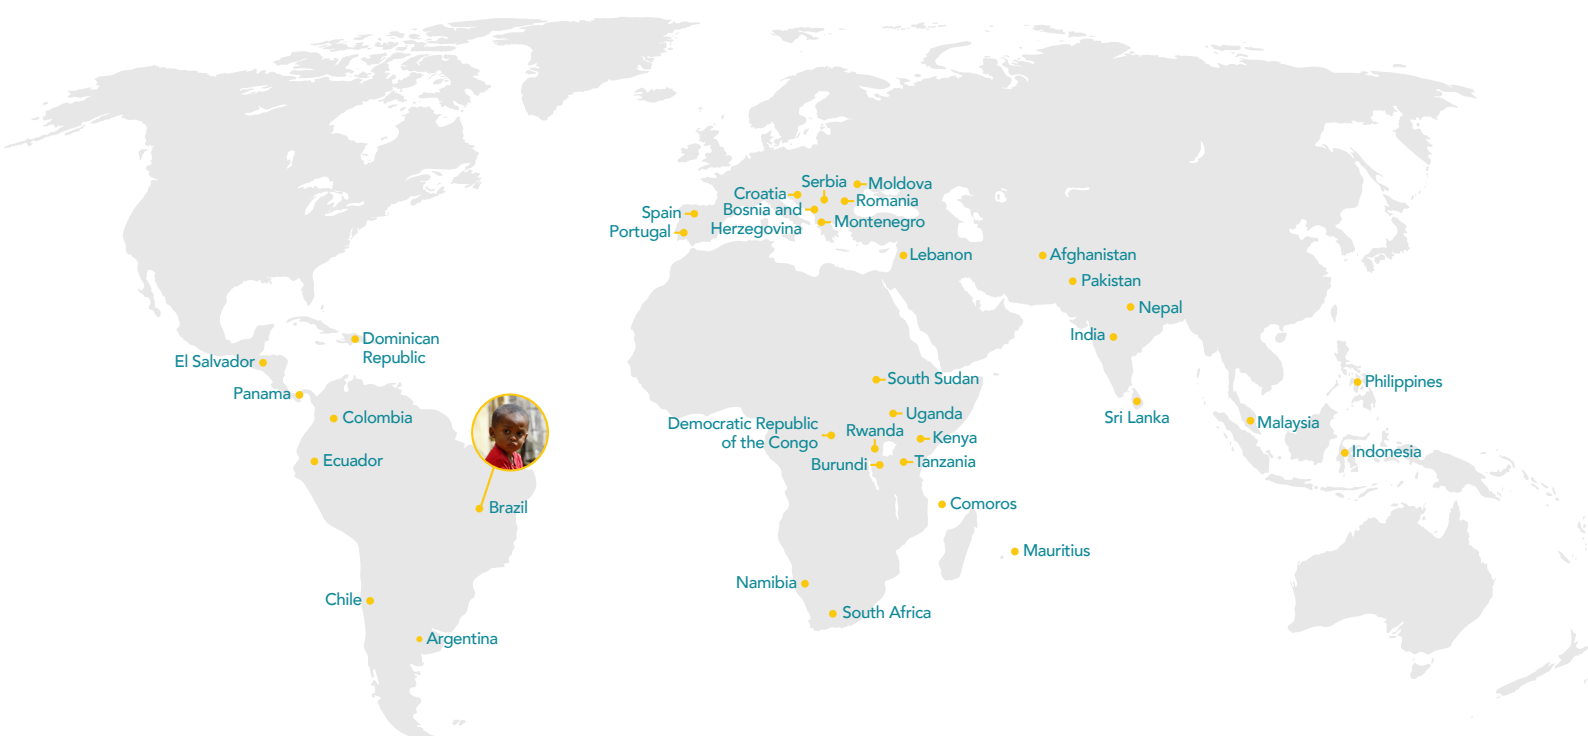 Serbia
Moldova
Croatia
Romania
Spain
Bosnia and
Herzegovina
Montenegro
Portugal
Lebanon
Afghanistan
Pakistan
Nepal
India
Dominican
Republic
El Salvador
Panama
Colombia
Ecuador
Brazil
Chile
Argentina
South Sudan
Uganda
Democratic Republic
of the Congo
Rwanda
Kenya
Burundi
Tanzania
Comoros
Mauritius
Namibia
South Africa
Sri Lanka
Philippines
Malaysia
Indonesia